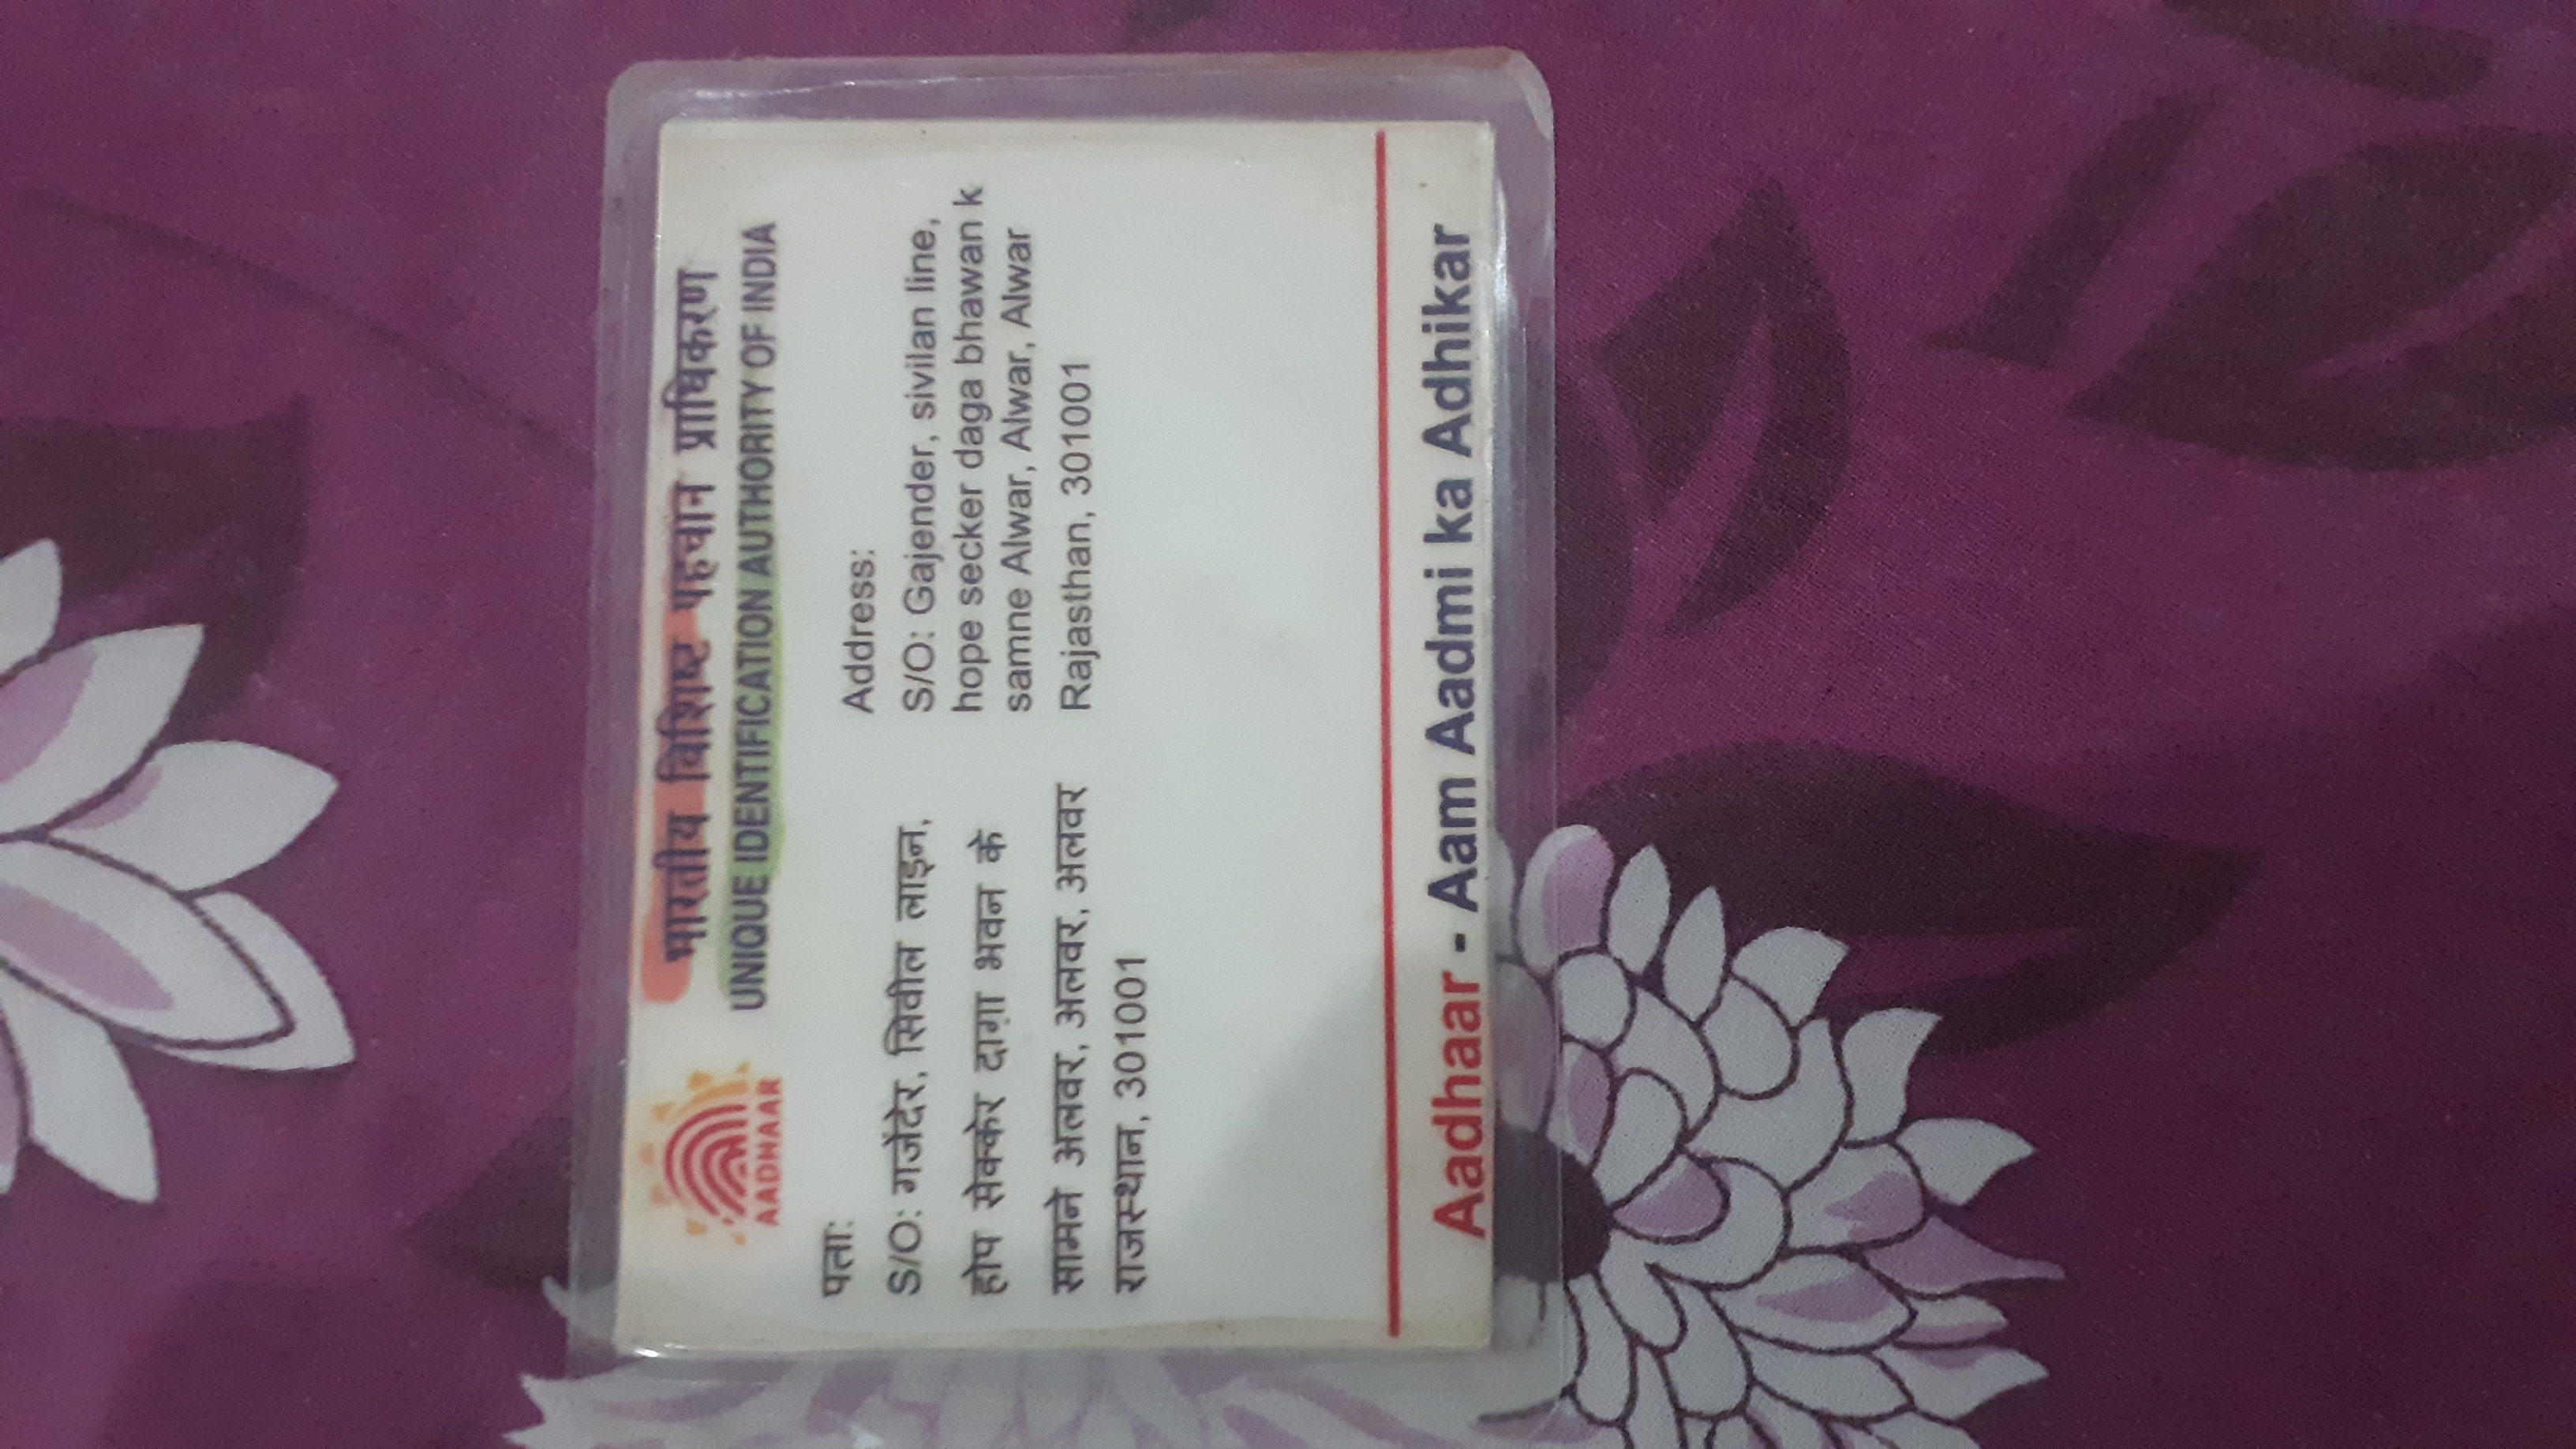 भारतीय विशिष्ट पहचान प्राधिकरण
UNIQUE IDENTIFICATION AUTHORITY OF INDIA
AADHAAR
पता:
S/O: गजेंदेर, सिवील लाइन,
होप सेक्केर दाग़ा भवन के
सामने अलवर, अलवर, अलवर
राजस्थान, 301001
Address:
S/O: Gajender, sivilan line,
hope secker daga bhawan k
samne Alwar, Alwar, Alwar
Rajasthan, 301001
Aadhaar - Aam Aadmi ka Adhikar